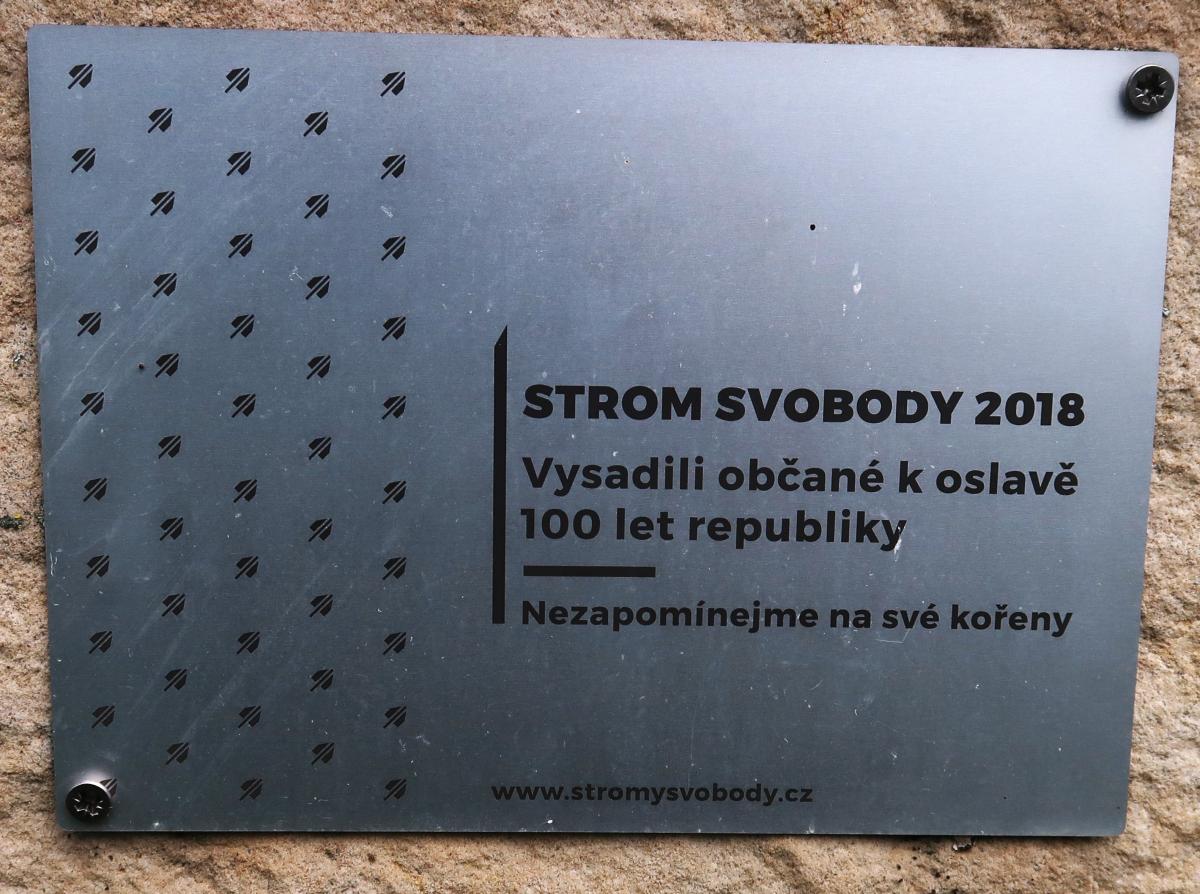 STROM SVOBODY 2018
Vysadili občané k oslavě
100 let republiky
Nezapomínejme na své kořeny
www.stromysvobody.cz